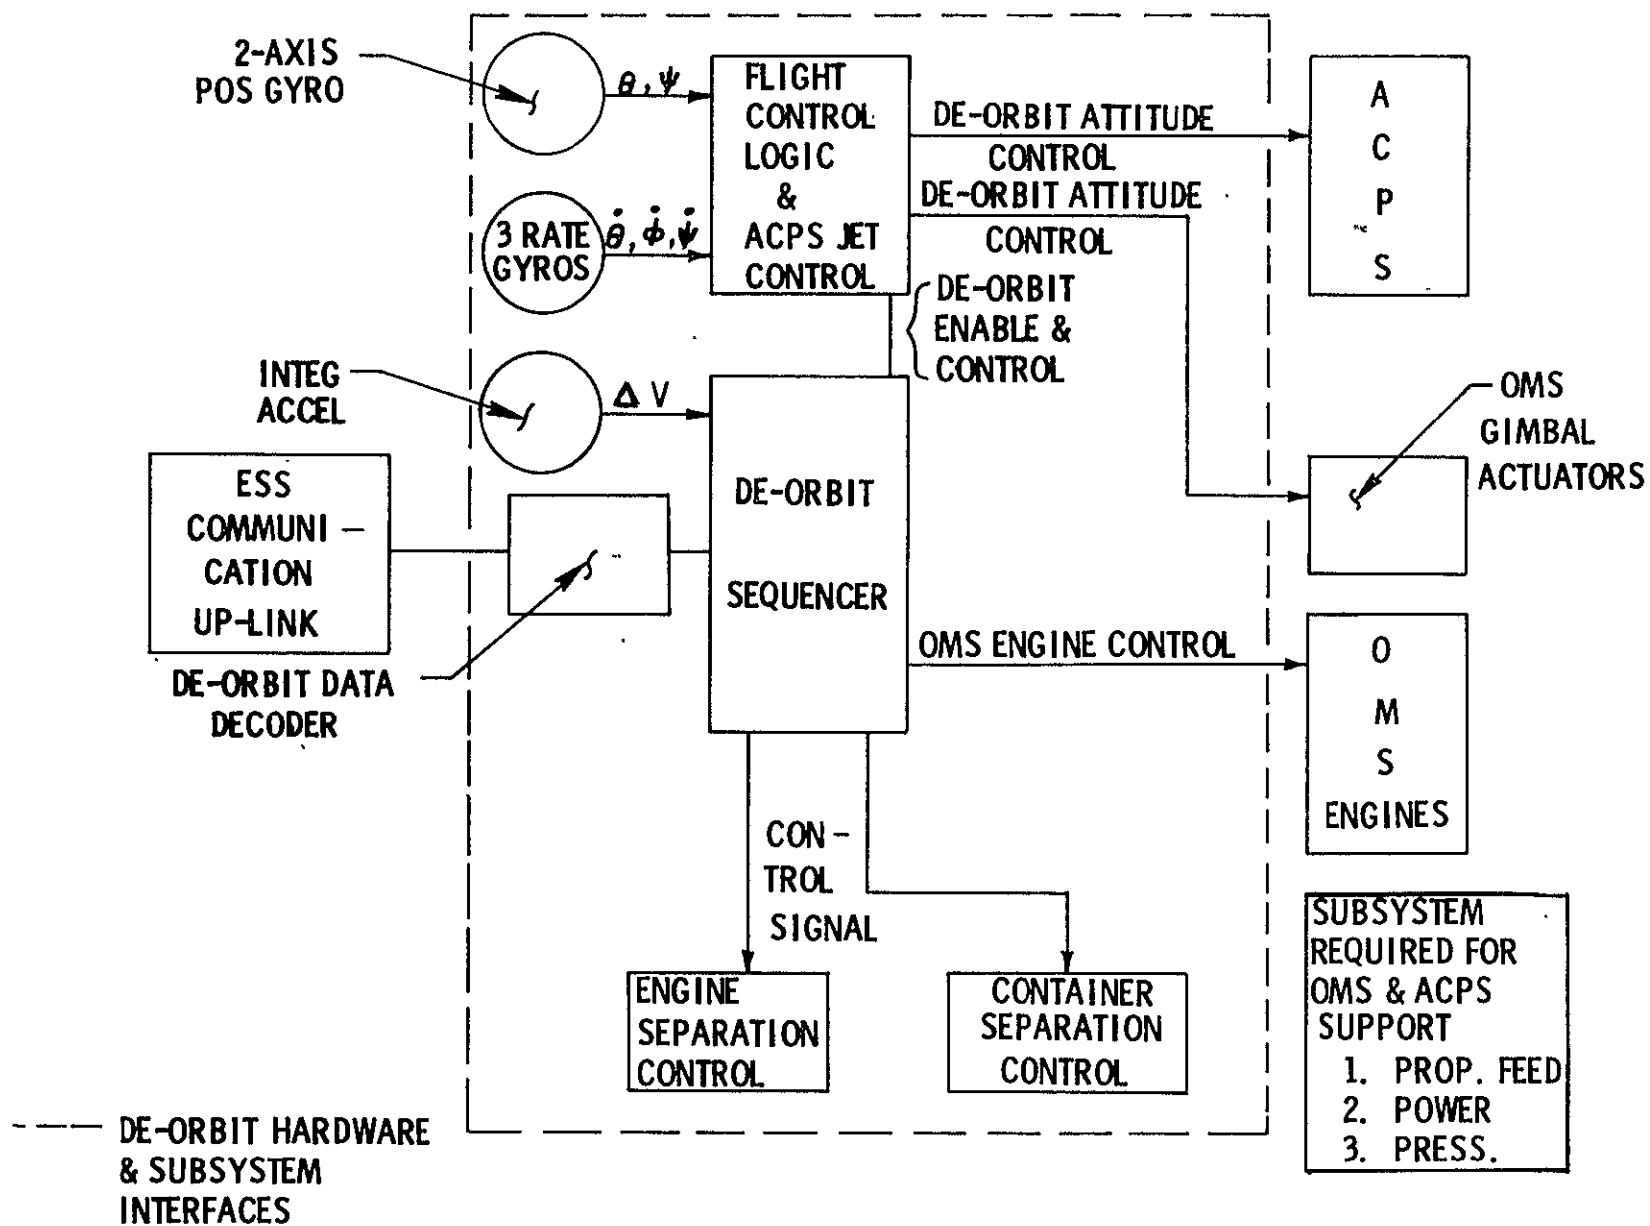 2-AXIS
POS GYRO
θ, ψ
FLIGHT
CONTROL
LOGIC
&
ACPS JET
CONTROL
DE-ORBIT ATTITUDE
CONTROL
DE-ORBIT ATTITUDE
CONTROL
A
C
P
S
3 RATE
GYROS
θ̇, ϕ̇, ψ̇
DE-ORBIT
ENABLE &
CONTROL
INTEG
ACCEL
Δ V
OMS
GIMBAL
ACTUATORS
ESS
COMMUNI –
CATION
UP-LINK
DE-ORBIT
SEQUENCER
DE-ORBIT DATA
DECODER
OMS ENGINE CONTROL
O
M
S
ENGINES
CON –
TROL
SIGNAL
ENGINE
SEPARATION
CONTROL
CONTAINER
SEPARATION
CONTROL
SUBSYSTEM
REQUIRED FOR
OMS & ACPS
SUPPORT
1. PROP. FEED
2. POWER
3. PRESS.
DE-ORBIT HARDWARE
& SUBSYSTEM
INTERFACES